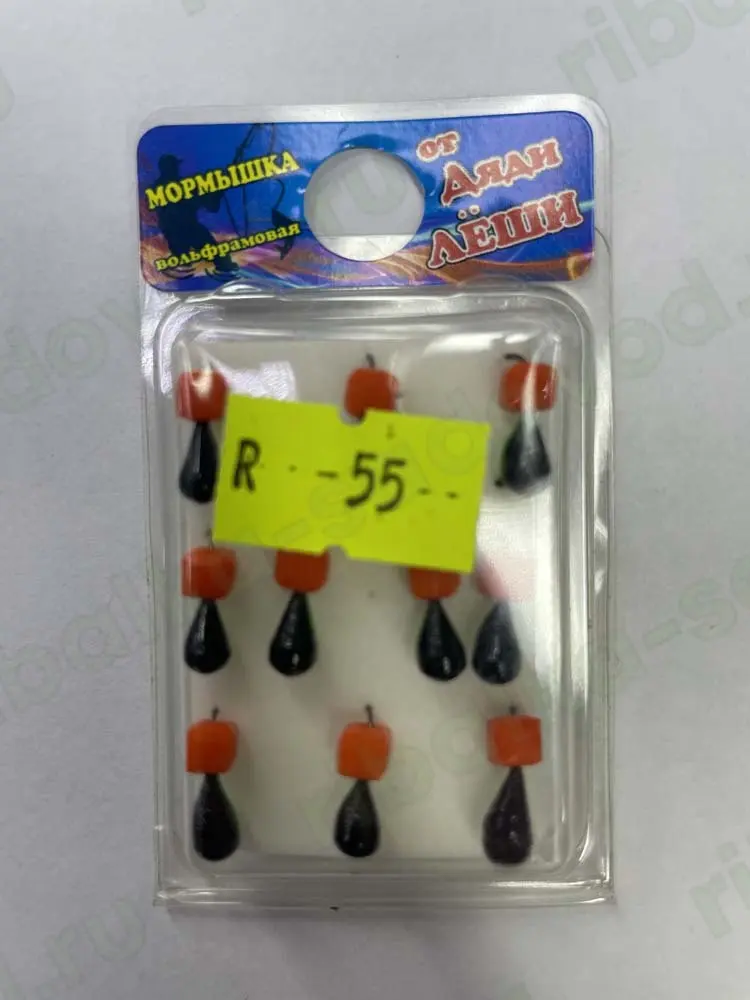 МОРМЫШКА
вольфрамовая
от
Дяди
ЛЁШИ
R - -55- -